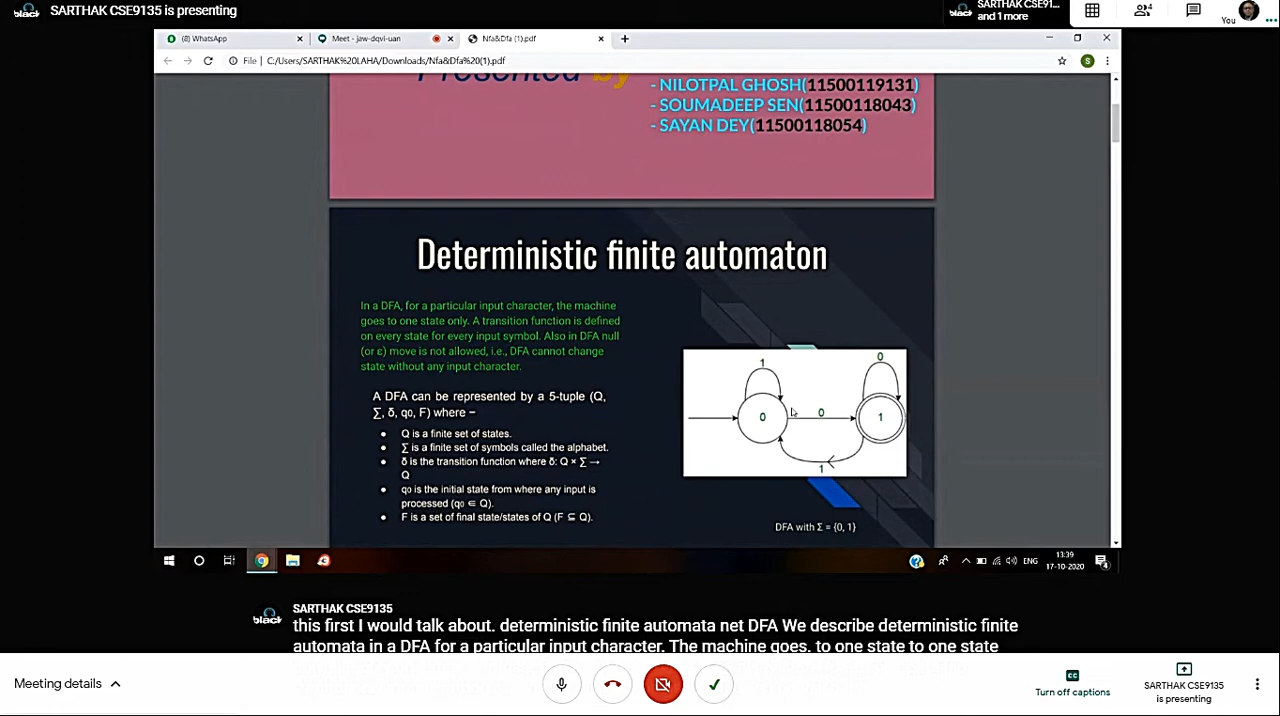 SARTHAK CSE9135 is presenting
SARTHAK CSE91...
and 1 more
4
You
(8) WhatsApp
Meet - jaw-dqvi-uan
Nfa&Dfa (1).pdf
File | C:/Users/SARTHAK%20LAHA/Downloads/Nfa&Dfa%20(1).pdf
S
Presented by
- NILOTPAL GHOSH(11500119131)
- SOUMADEEP SEN(11500118043)
- SAYAN DEY(11500118054)
Deterministic finite automaton
In a DFA, for a particular input character, the machine
goes to one state only. A transition function is defined
on every state for every input symbol. Also in DFA null
(or ε) move is not allowed, i.e., DFA cannot change
state without any input character.
A DFA can be represented by a 5-tuple (Q,
∑, δ, q0, F) where −
• Q is a finite set of states.
• ∑ is a finite set of symbols called the alphabet.
• δ is the transition function where δ: Q × ∑ →
Q
• q0 is the initial state from where any input is
processed (q0 ∈ Q).
• F is a set of final state/states of Q (F ⊆ Q).
1
0
0
0
1
1
DFA with Σ = {0, 1}
ENG
13:39
17-10-2020
black
SARTHAK CSE9135
this first I would talk about. deterministic finite automata net DFA We describe deterministic finite
automata in a DFA for a particular input character. The machine goes. to one state to one state
Meeting details
Turn off captions
SARTHAK CSE9135
is presenting